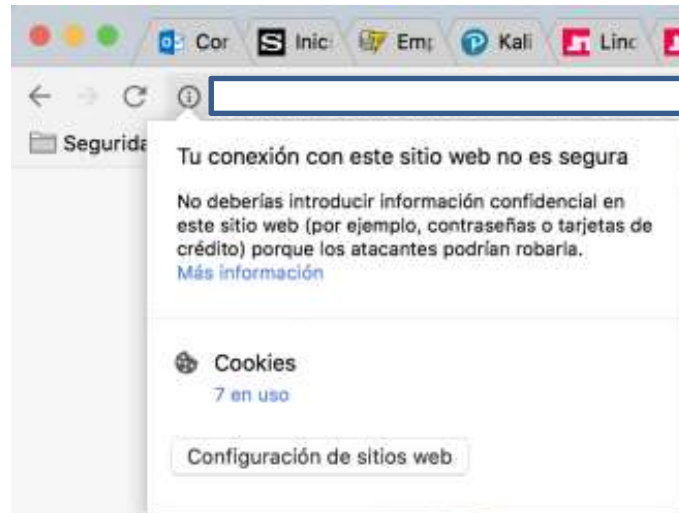 Cor Inic Em Kali Linc
Segurida
Tu conexión con este sitio web no es segura
No deberías introducir información confidencial en
este sitio web (por ejemplo, contraseñas o tarjetas de
crédito) porque los atacantes podrían robarla.
Más información
Cookies
7 en uso
Configuración de sitios web